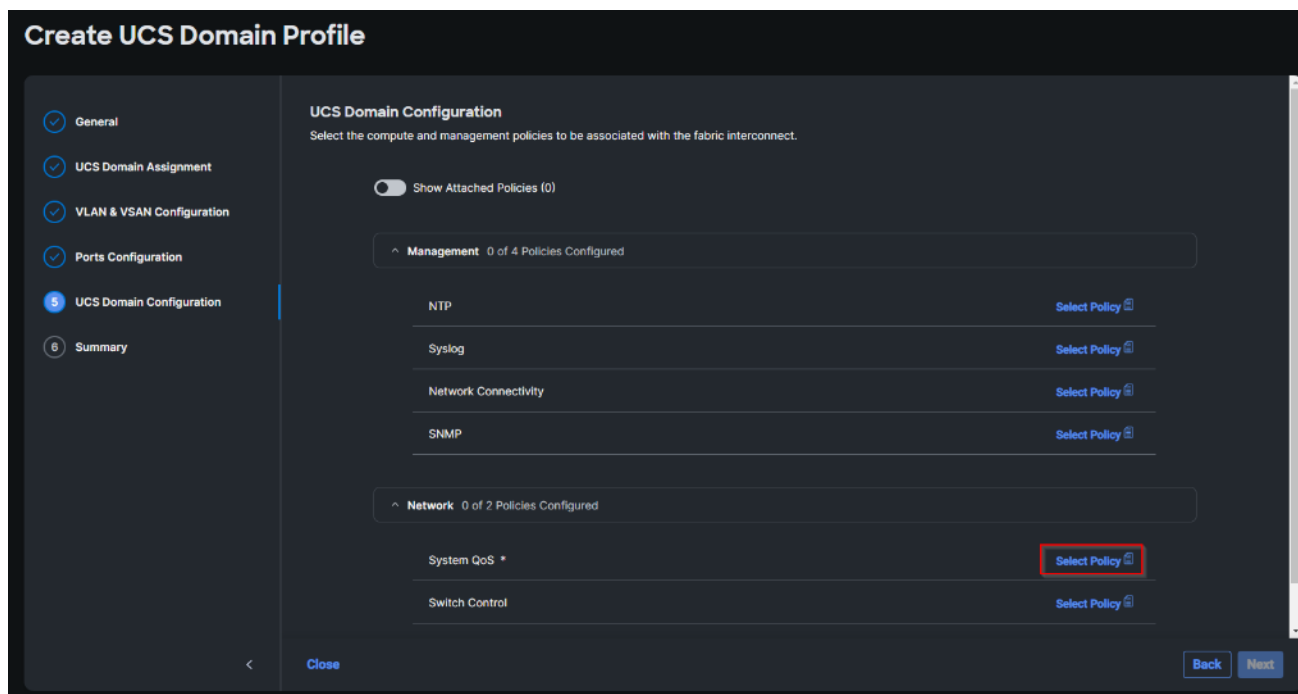 Create UCS Domain Profile
General
UCS Domain Assignment
VLAN & VSAN Configuration
Ports Configuration
5 UCS Domain Configuration
6 Summary
UCS Domain Configuration
Select the compute and management policies to be associated with the fabric interconnect.
Show Attached Policies (0)
Management 0 of 4 Policies Configured
NTP Select Policy
Syslog Select Policy
Network Connectivity Select Policy
SNMP Select Policy
Network 0 of 2 Policies Configured
System QoS * Select Policy
Switch Control Select Policy
Close Back Next